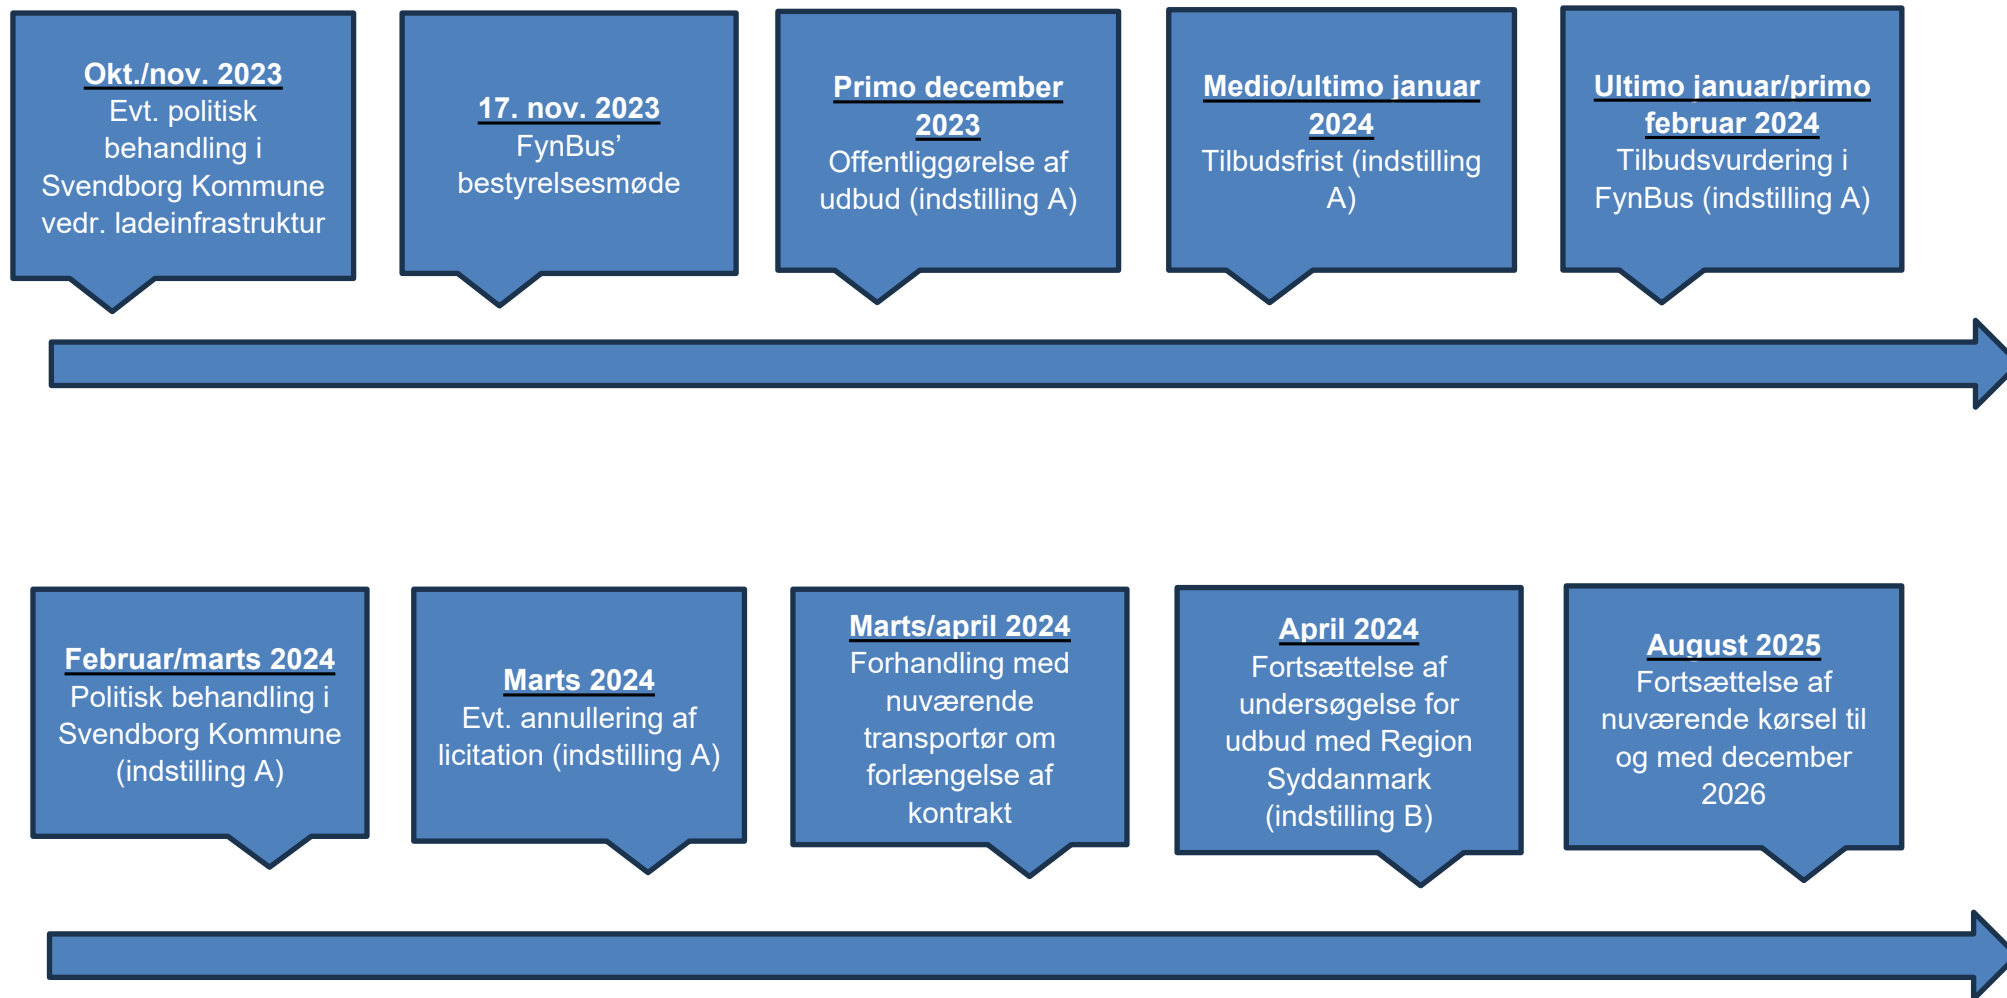 Okt./nov. 2023
Evt. politisk
behandling i
Svendborg Kommune
vedr. ladeinfrastruktur
17. nov. 2023
FynBus’
bestyrelsesmøde
Primo december
2023
Offentliggørelse af
udbud (indstilling A)
Medio/ultimo januar
2024
Tilbudsfrist (indstilling
A)
Ultimo januar/primo
februar 2024
Tilbudsvurdering i
FynBus (indstilling A)
Februar/marts 2024
Politisk behandling i
Svendborg Kommune
(indstilling A)
Marts 2024
Evt. annullering af
licitation (indstilling A)
Marts/april 2024
Forhandling med
nuværende
transportør om
forlængelse af
kontrakt
April 2024
Fortsættelse af
undersøgelse for
udbud med Region
Syddanmark
(indstilling B)
August 2025
Fortsættelse af
nuværende kørsel til
og med december
2026